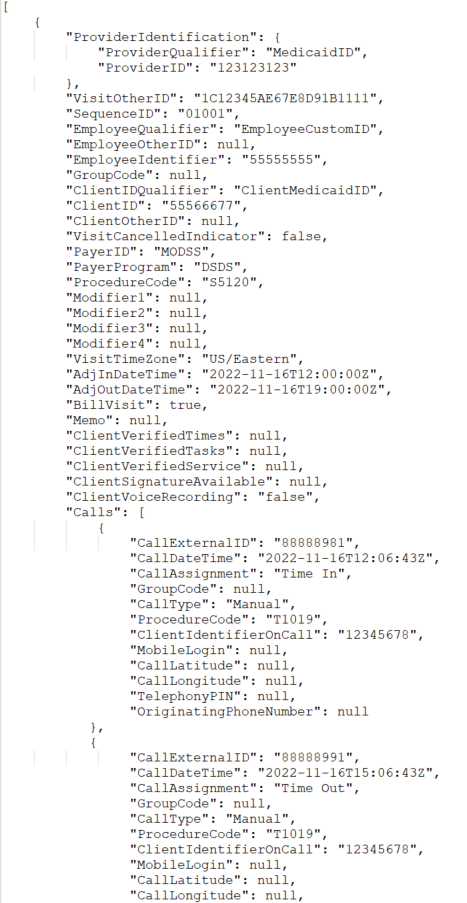 [
{
"ProviderIdentification": {
"ProviderQualifier": "MedicaidID",
"ProviderID": "123123123"
},
"VisitOtherID": "1C12345AE67E8D91B1111",
"SequenceID": "01001",
"EmployeeQualifier": "EmployeeCustomID",
"EmployeeOtherID": null,
"EmployeeIdentifier": "55555555",
"GroupCode": null,
"ClientIDQualifier": "ClientMedicaidID",
"ClientID": "55566677",
"ClientOtherID": null,
"VisitCancelledIndicator": false,
"PayerID": "MODSS",
"PayerProgram": "DSDS",
"ProcedureCode": "S5120",
"Modifier1": null,
"Modifier2": null,
"Modifier3": null,
"Modifier4": null,
"VisitTimeZone": "US/Eastern",
"AdjInDateTime": "2022-11-16T12:00:00Z",
"AdjOutDateTime": "2022-11-16T19:00:00Z",
"BillVisit": true,
"Memo": null,
"ClientVerifiedTimes": null,
"ClientVerifiedTasks": null,
"ClientVerifiedService": null,
"ClientSignatureAvailable": null,
"ClientVoiceRecording": "false",
"Calls": [
{
"CallExternalID": "88888981",
"CallDateTime": "2022-11-16T12:06:43Z",
"CallAssignment": "Time In",
"GroupCode": null,
"CallType": "Manual",
"ProcedureCode": "T1019",
"ClientIdentifierOnCall": "12345678",
"MobileLogin": null,
"CallLatitude": null,
"CallLongitude": null,
"TelephonyPIN": null,
"OriginatingPhoneNumber": null
},
{
"CallExternalID": "88888991",
"CallDateTime": "2022-11-16T15:06:43Z",
"CallAssignment": "Time Out",
"GroupCode": null,
"CallType": "Manual",
"ProcedureCode": "T1019",
"ClientIdentifierOnCall": "12345678",
"MobileLogin": null,
"CallLatitude": null,
"CallLongitude": null,